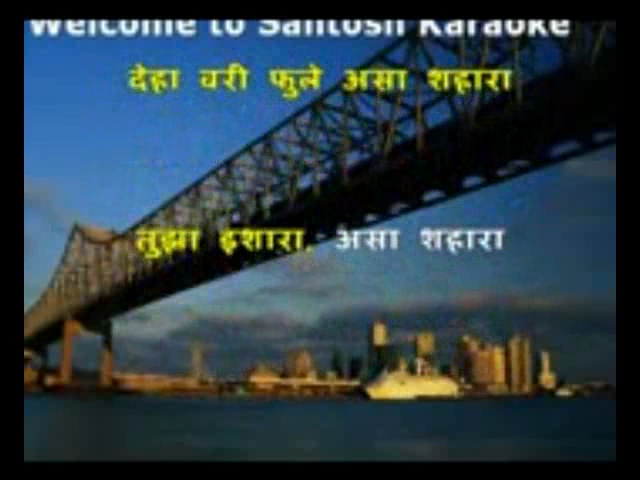 Welcome to Santosh Karaoke
देहा वरी फुले असा शहारा
तुझा इशारा, असा शहारा